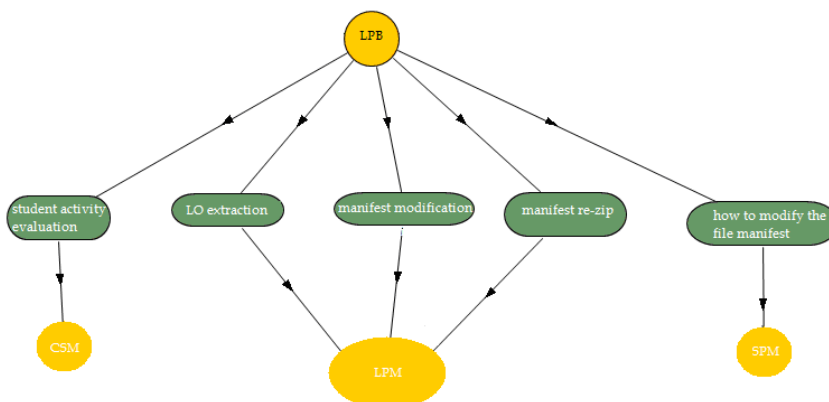 LPB
student activity
evaluation
LO extraction
manifest modification
manifest re-zip
how to modify the
file manifest
CSM
LPM
SPM